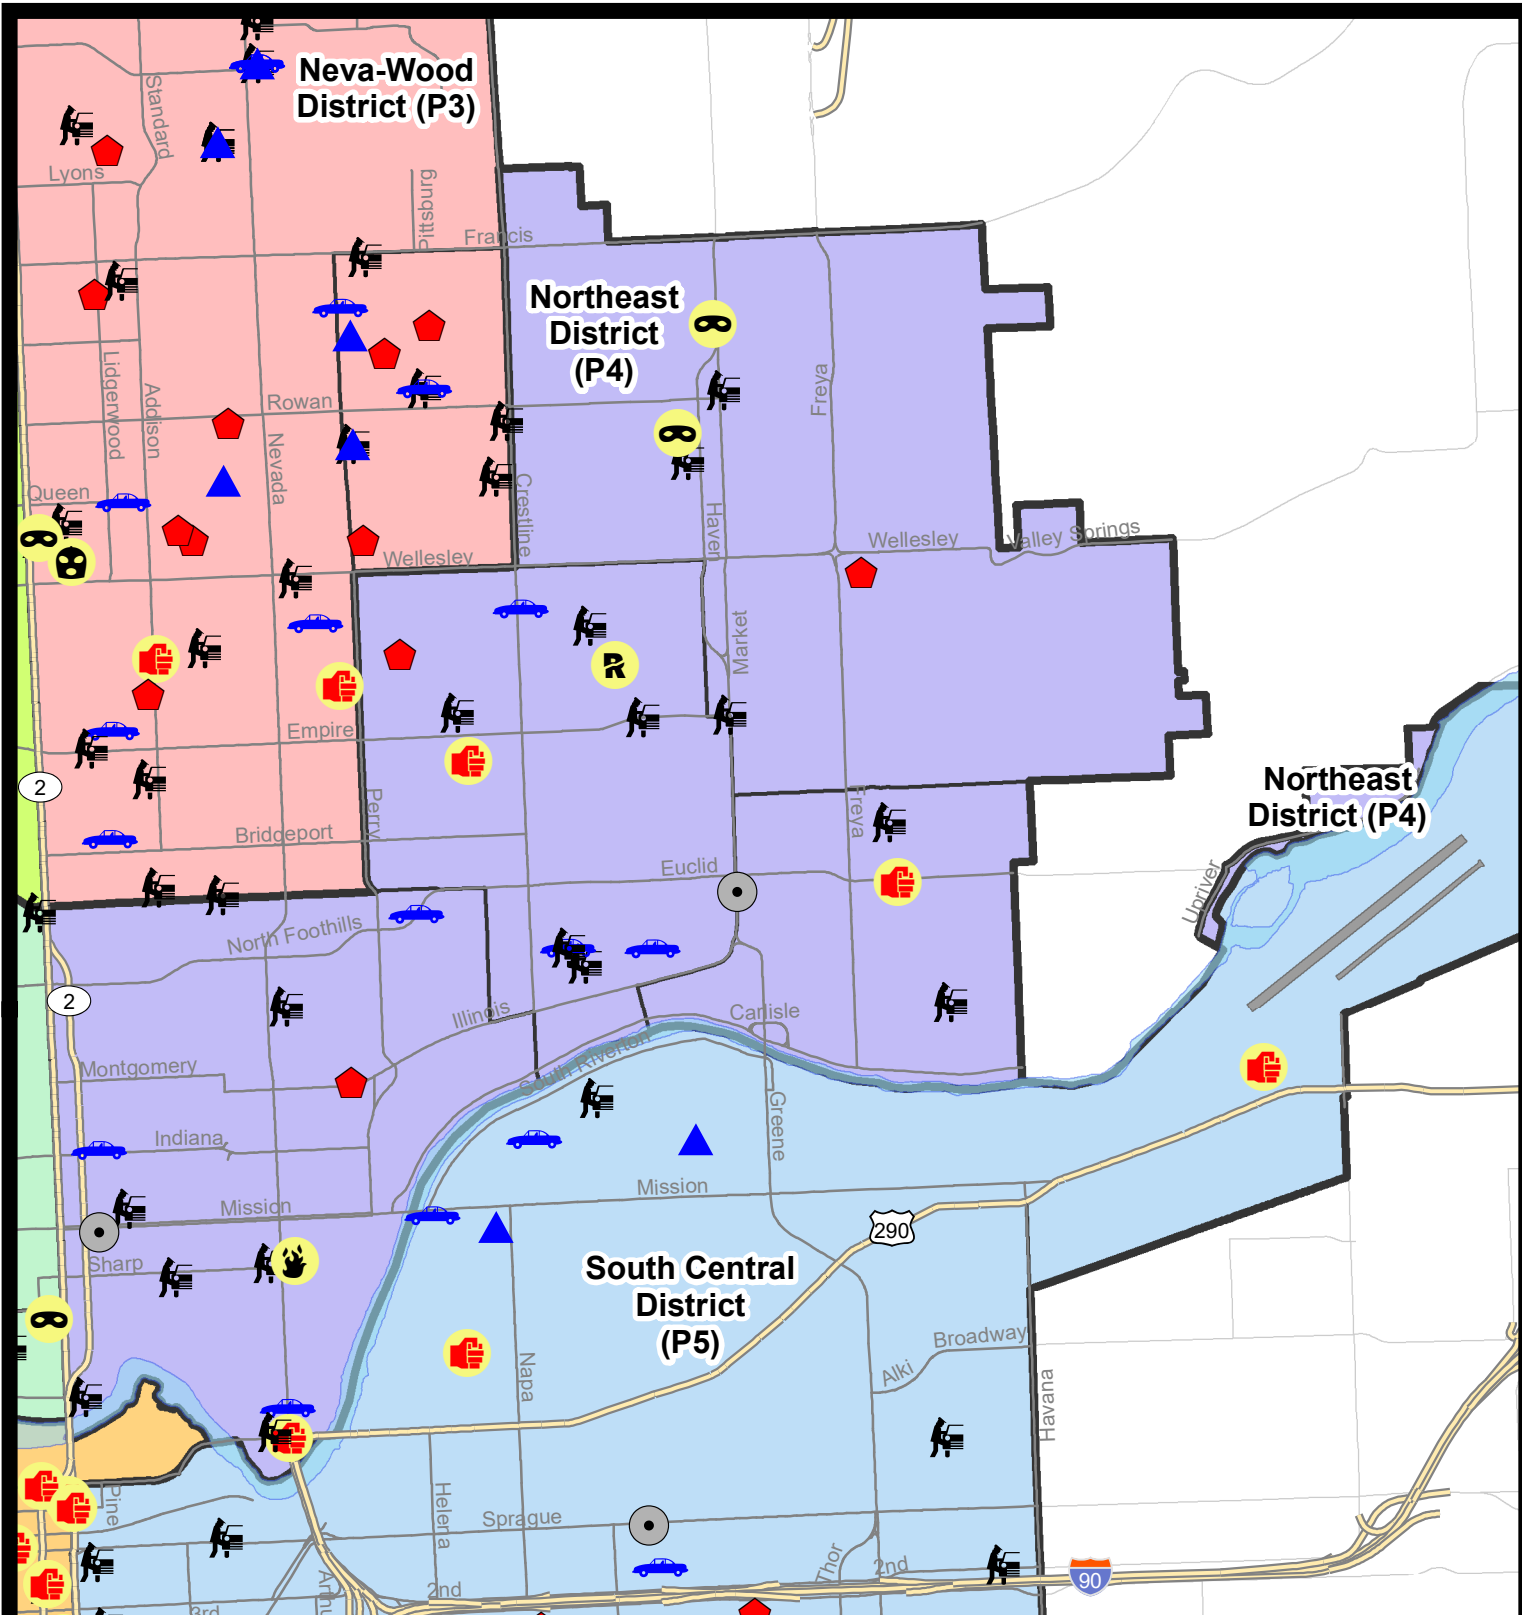 Neva-Wood
District (P3)
Standard
Lyons
Pittsburg
Francis
Northeast
District
(P4)
Freya
Lidgerwood
Addison
Rowan
Nevada
Queen
Crestline
Haven
Wellesley
Valley Springs
Wellesley
Market
Empire
2
Perry
Freya
Northeast
District (P4)
Bridgeport
Euclid
Upriver
North Foothills
2
Illinois
Carlisle
South Riverton
Montgomery
Greene
Indiana
Mission
Mission
290
Sharp
South Central
District
(P5)
Broadway
Alki
Napa
Havana
Pine
Helena
Sprague
Thor
2nd
90
2nd
3rd
R